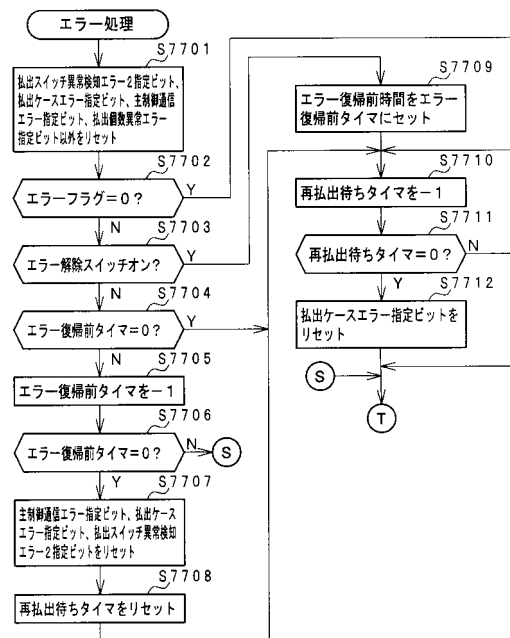 エラー処理
S7701
払出スイッチ異常検知エラー2指定ビット、
払出ケースエラー指定ビット、主制御通信
エラー指定ビット、払出個数異常エラー
指定ビット以外をリセット
S7702
エラーフラグ=0?
Y
N
S7703
エラー解除スイッチオン?
Y
N
S7704
エラー復帰前タイマ=0?
Y
N
S7705
エラー復帰前タイマを-1
S7706
エラー復帰前タイマ=0?
N
S
Y
S7707
主制御通信エラー指定ビット、払出ケース
エラー指定ビット、払出スイッチ異常検知
エラー2指定ビットをリセット
S7708
再払出待ちタイマをリセット
S7709
エラー復帰前時間をエラー
復帰前タイマにセット
S7710
再払出待ちタイマを-1
S7711
再払出待ちタイマ=0?
N
Y
S7712
払出ケースエラー指定ビットを
リセット
S
T